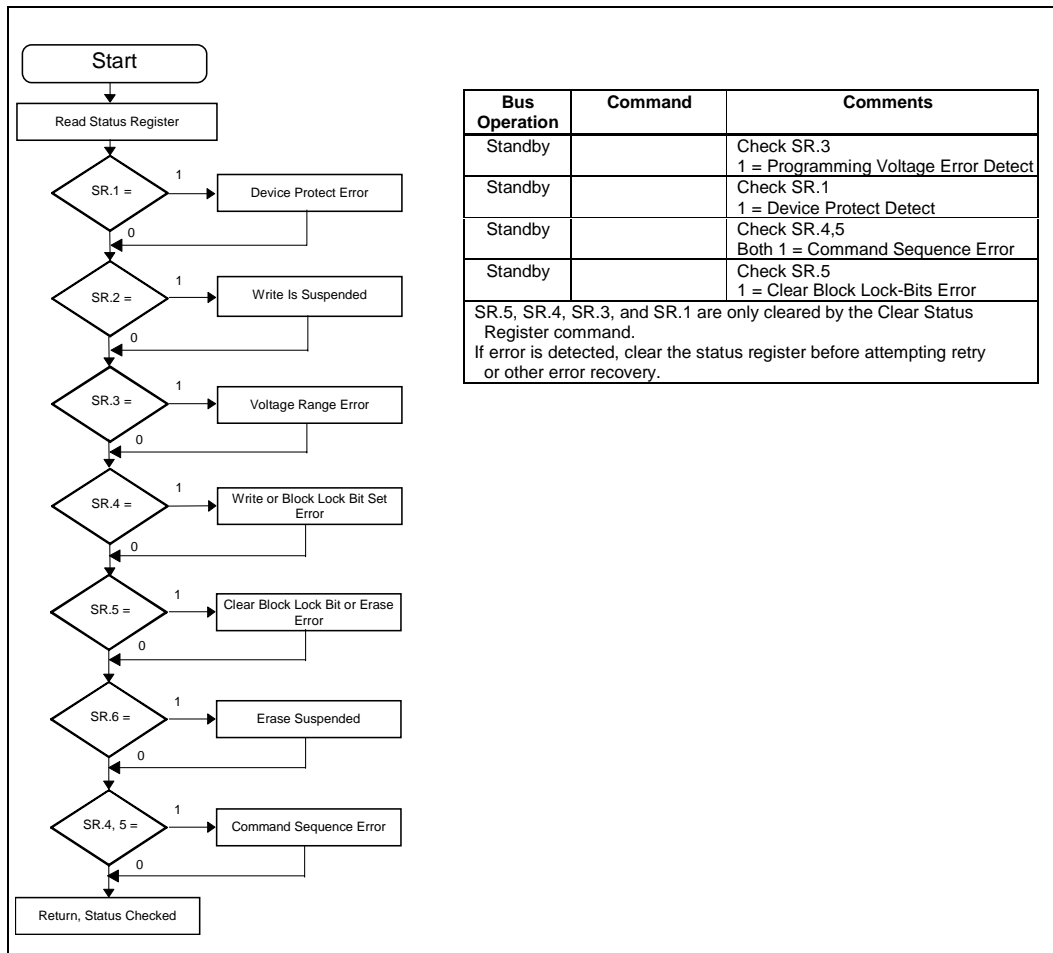 Start
Read Status Register
SR.1 =
1
Device Protect Error
0
SR.2 =
1
Write Is Suspended
0
SR.3 =
1
Voltage Range Error
0
SR.4 =
1
Write or Block Lock Bit Set
Error
0
SR.5 =
1
Clear Block Lock Bit or Erase
Error
0
SR.6 =
1
Erase Suspended
0
SR.4, 5 =
1
Command Sequence Error
0
Return, Status Checked
Bus
Operation
Command
Comments
Standby
Check SR.3
1 = Programming Voltage Error Detect
Standby
Check SR.1
1 = Device Protect Detect
Standby
Check SR.4,5
Both 1 = Command Sequence Error
Standby
Check SR.5
1 = Clear Block Lock-Bits Error
SR.5, SR.4, SR.3, and SR.1 are only cleared by the Clear Status
Register command.
If error is detected, clear the status register before attempting retry
or other error recovery.